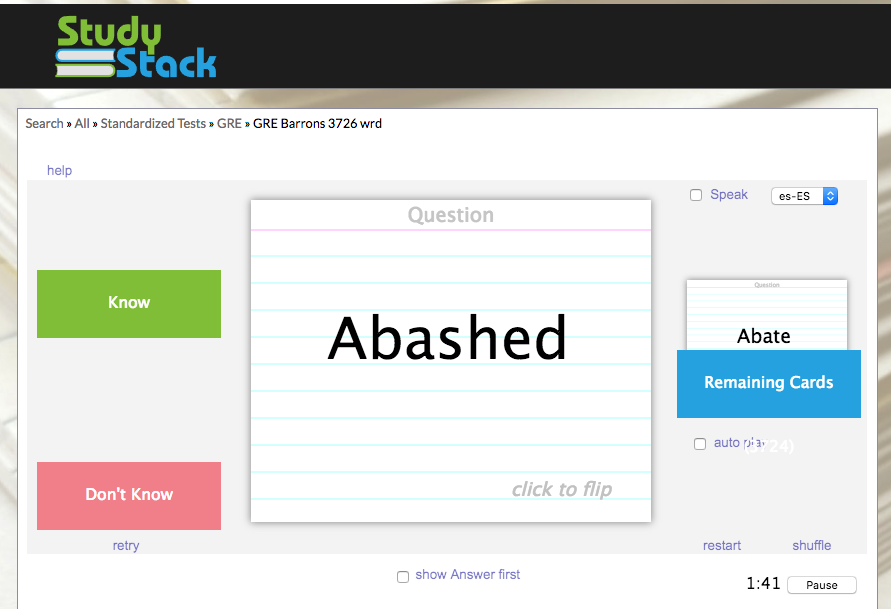 Study
Stack
Search » All » Standardized Tests » GRE » GRE Barrons 3726 wrd
help
Speak
es-ES
Question
Know
Abashed
Question
Abate
Remaining Cards
auto play
(3724)
Don't Know
click to flip
retry
restart
shuffle
show Answer first
1:41
Pause